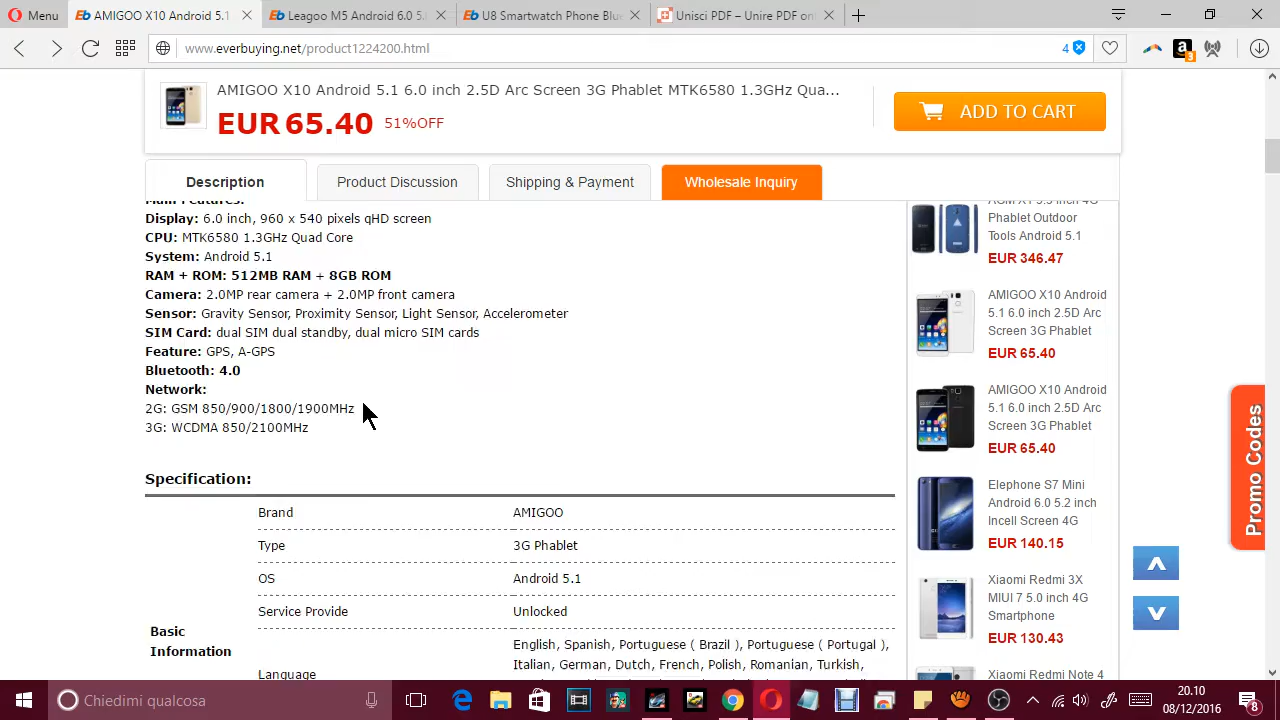 Menu
AMIGOO X10 Android 5.1
Leagoo M5 Android 6.0 5.
U8 Smartwatch Phone Blue
Unisci PDF – Unire PDF on
www.everbuying.net/product1224200.html
4
3
AMIGOO X10 Android 5.1 6.0 inch 2.5D Arc Screen 3G Phablet MTK6580 1.3GHz Qua...
EUR 65.40 51%OFF
ADD TO CART
Description
Product Discussion
Shipping & Payment
Wholesale Inquiry
Main Features:
Display: 6.0 inch, 960 x 540 pixels qHD screen
CPU: MTK6580 1.3GHz Quad Core
System: Android 5.1
RAM + ROM: 512MB RAM + 8GB ROM
Camera: 2.0MP rear camera + 2.0MP front camera
Sensor: Gravity Sensor, Proximity Sensor, Light Sensor, Accelerometer
SIM Card: dual SIM dual standby, dual micro SIM cards
Feature: GPS, A-GPS
Bluetooth: 4.0
Network:
2G: GSM 850/900/1800/1900MHz
3G: WCDMA 850/2100MHz
Specification:
Basic
Information
Brand AMIGOO
Type 3G Phablet
OS Android 5.1
Service Provide Unlocked
Language
English, Spanish, Portuguese ( Brazil ), Portuguese ( Portugal ),
Italian, German, Dutch, French, Polish, Romanian, Turkish,
AGM X1 5.5 inch 4G
Phablet Outdoor
Tools Android 5.1
EUR 346.47
AMIGOO X10 Android
5.1 6.0 inch 2.5D Arc
Screen 3G Phablet
EUR 65.40
AMIGOO X10 Android
5.1 6.0 inch 2.5D Arc
Screen 3G Phablet
EUR 65.40
Elephone S7 Mini
Android 6.0 5.2 inch
Incell Screen 4G
EUR 140.15
Xiaomi Redmi 3X
MIUI 7 5.0 inch 4G
Smartphone
EUR 130.43
Xiaomi Redmi Note 4
Promo Codes
Chiedimi qualcosa
20.10
08/12/2016
8